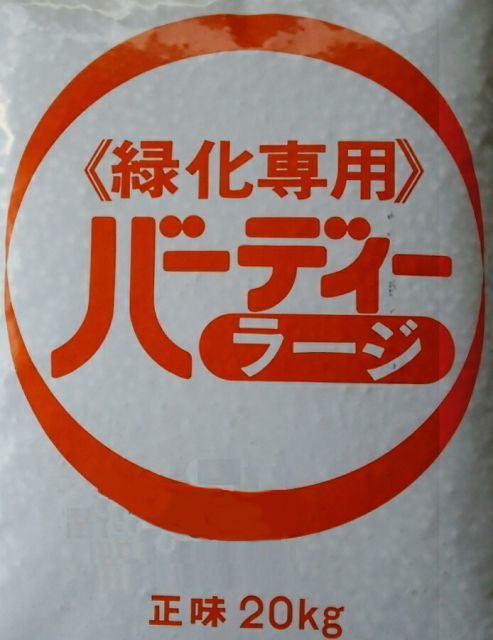 《緑化専用》
バーディー
ラージ
正味 20kg